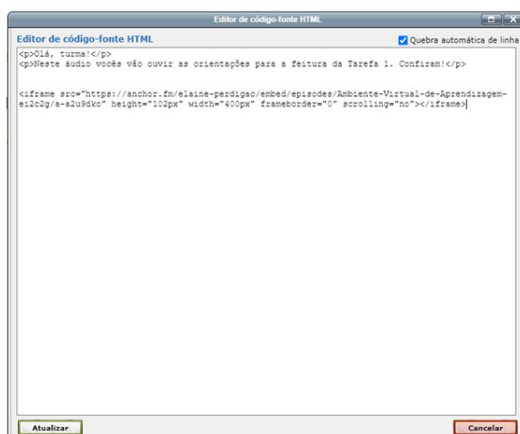 Editor de código-fonte HTML
Editor de código-fonte HTML
Quebra automática de linha
<p>Olá, turma!</p>
<p>Neste áudio vocês vão ouvir as orientações para a feitura da Tarefa 1. Confiram!</p>
<iframe src="https://anchor.fm/elaine-perdigao/embed/episodes/Ambiente-Virtual-de-Aprendizagem-
ei2c2g/a-a2u9dko" height="102px" width="400px" frameborder="0" scrolling="no"></iframe>
Atualizar
Cancelar